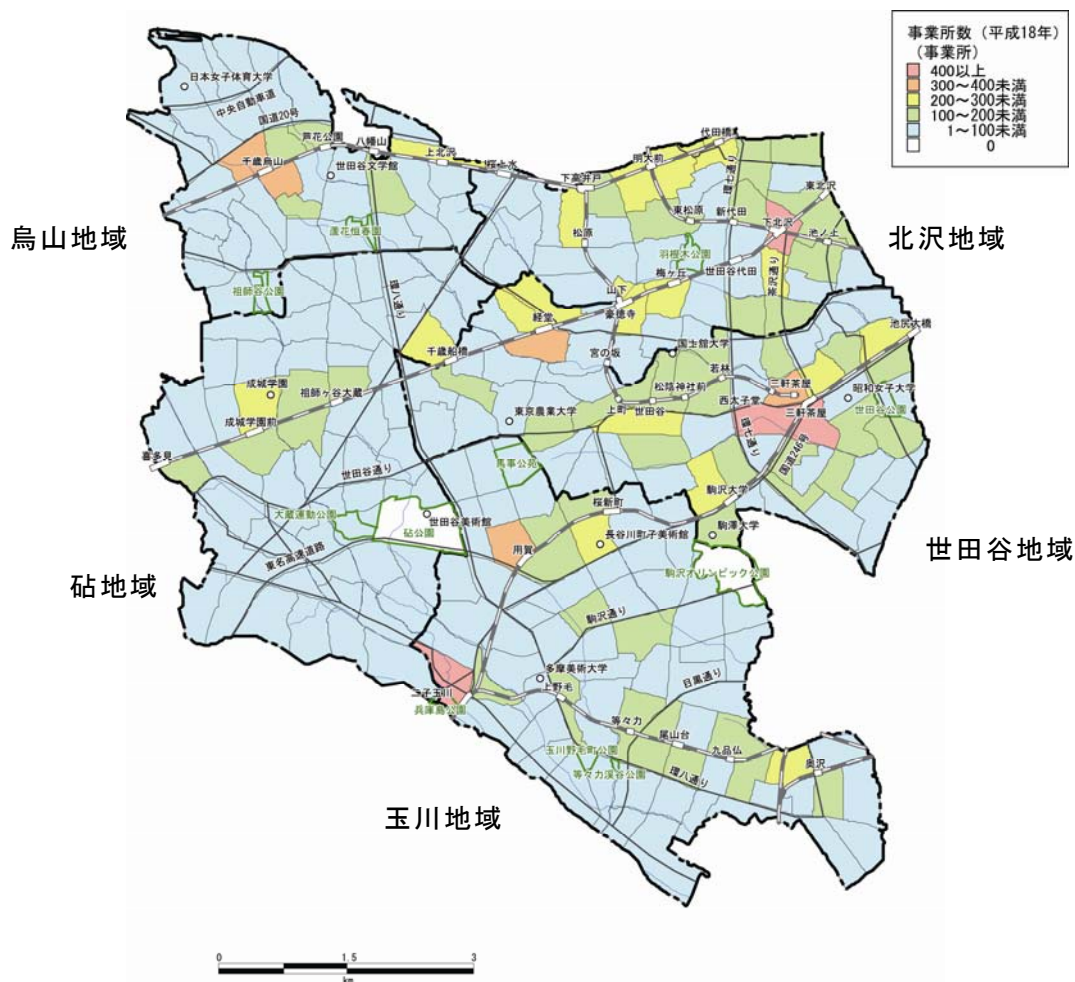 事業所数（平成18年）
（事業所）
400以上
300～400未満
200～300未満
100～200未満
1～100未満
0
日本女子体育大学
中央自動車道
国道20号
芦花公園
八幡山
千歳烏山
世田谷文学館
上北沢
桜上水
下高井戸
明大前
代田橋
環七通り
東北沢
東松原
新代田
下北沢
池ノ上
烏山地域
北沢地域
蘆花恒春園
松原
羽根木公園
祖師谷公園
環八通り
梅ヶ丘
世田谷代田
茶沢通り
山下
豪徳寺
経堂
千歳船橋
宮の坂
国士舘大学
池尻大橋
若林
三軒茶屋
昭和女子大学
成城学園
祖師ヶ谷大蔵
松陰神社前
西太子堂
世田谷公園
東京農業大学
上町
世田谷
三軒茶屋
成城学園前
環七通り
国道246号
喜多見
世田谷通り
馬事公苑
駒沢大学
桜新町
大蔵運動公園
世田谷美術館
砧公園
駒澤大学
用賀
長谷川町子美術館
世田谷地域
東名高速道路
駒沢オリンピック公園
砧地域
駒沢通り
多摩美術大学
目黒通り
二子玉川
上野毛
兵庫島公園
等々力
尾山台
玉川野毛町公園
九品仏
奥沢
等々力渓谷公園
環八通り
玉川地域
0 1.5 3
km